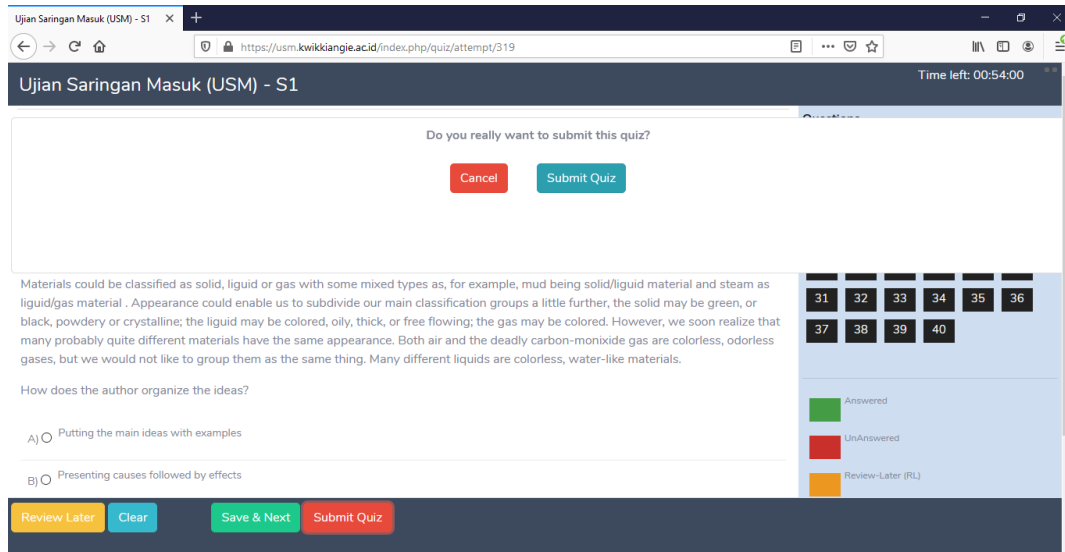 Ujian Saringan Masuk (USM) - S1
https://usm.kwikkiangie.ac.id/index.php/quiz/attempt/319
Ujian Saringan Masuk (USM) - S1
Time left: 00:54:00
Do you really want to submit this quiz?
Cancel
Submit Quiz
Materials could be classified as solid, liquid or gas with some mixed types as, for example, mud being solid/ligid material and steam as
liguid/gas material . Appearance could enable us to subdivide our main classification groups a little further, the solid may be green, or
black, powdery or crystalline; the liguid may be colored, oily, thick, or free flowing; the gas may be colored. However, we soon realize that
many probably quite different materials have the same appearance. Both air and the deadly carbon-monixide gas are colorless, odorless
gases, but we would not like to group them as the same thing. Many different liquids are colorless, water-like materials.
How does the author organize the ideas?
A) Putting the main ideas with examples
B) Presenting causes followed by effects
31 32 33 34 35 36
37 38 39 40
Answered
UnAnswered
Review-Later (RL)
Review Later
Clear
Save & Next
Submit Quiz